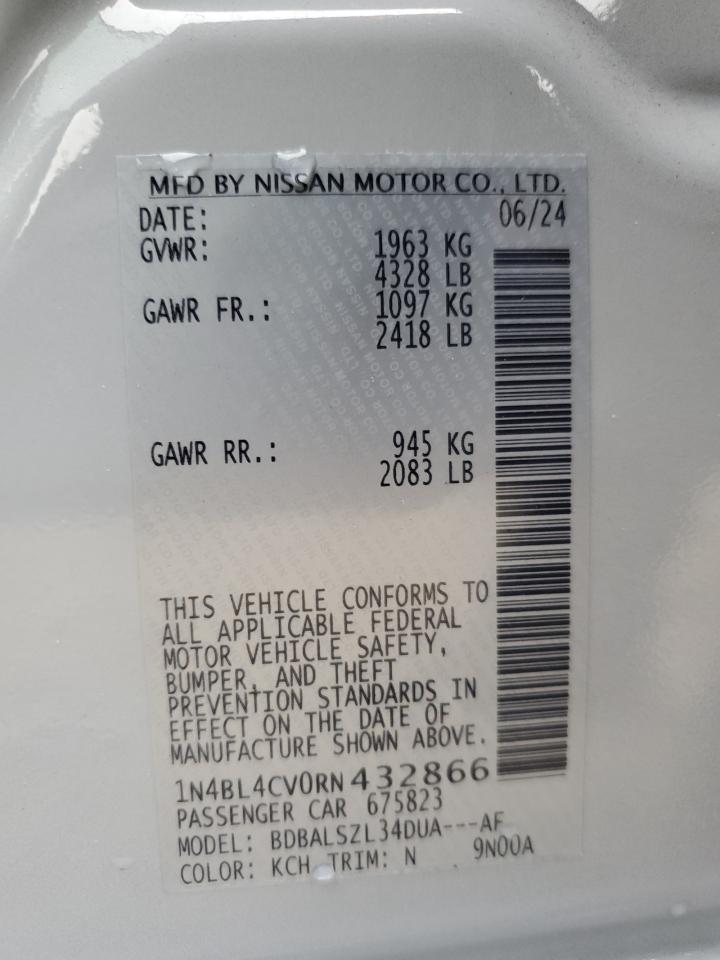 MFD BY NISSAN MOTOR CO., LTD.
DATE: 06/24
GVWR: 1963 KG
4328 LB
GAWR FR.: 1097 KG
2418 LB
GAWR RR.: 945 KG
2083 LB
THIS VEHICLE CONFORMS TO
ALL APPLICABLE FEDERAL
MOTOR VEHICLE SAFETY,
BUMPER, AND THEFT
PREVENTION STANDARDS IN
EFFECT ON THE DATE OF
MANUFACTURE SHOWN ABOVE.
1N4BL4CV0RN432866
PASSENGER CAR 675823
MODEL: BDBALSZL34DUA---AF
COLOR: KCH TRIM: N 9N00A